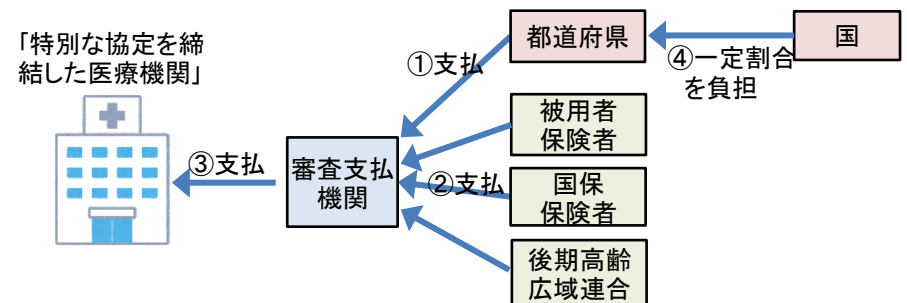 「特別な協定を締
結した医療機関」
③支払
審査支払
機関
①支払
②支払
都道府県
被用者
保険者
国保
保険者
後期高齢
広域連合
④一定割合
を負担
国